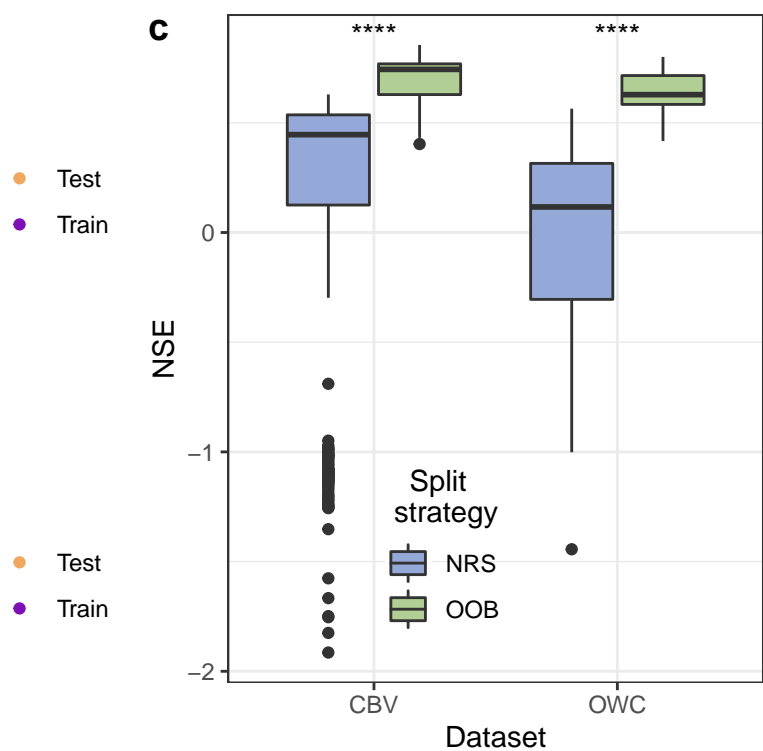 c
****
****
Test
Train
Test
Train
NSE
0
−1
−2
Split
strategy
NRS
OOB
CBV
OWC
Dataset